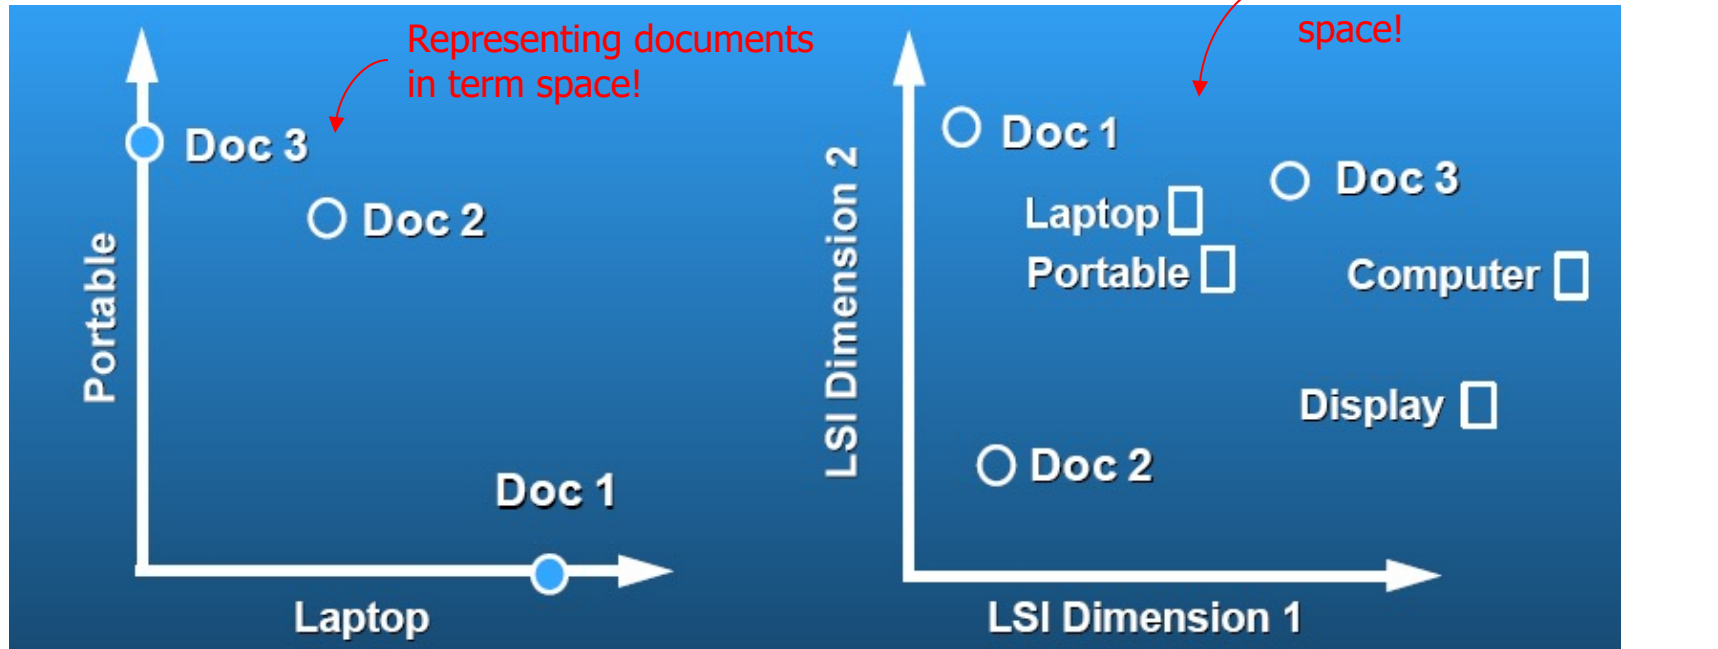 Representing documents
in term space!
Doc 3
Doc 2
Doc 1
Portable
Laptop
space!
Doc 1
Doc 3
Laptop
Portable
Computer
Display
Doc 2
LSI Dimension 2
LSI Dimension 1